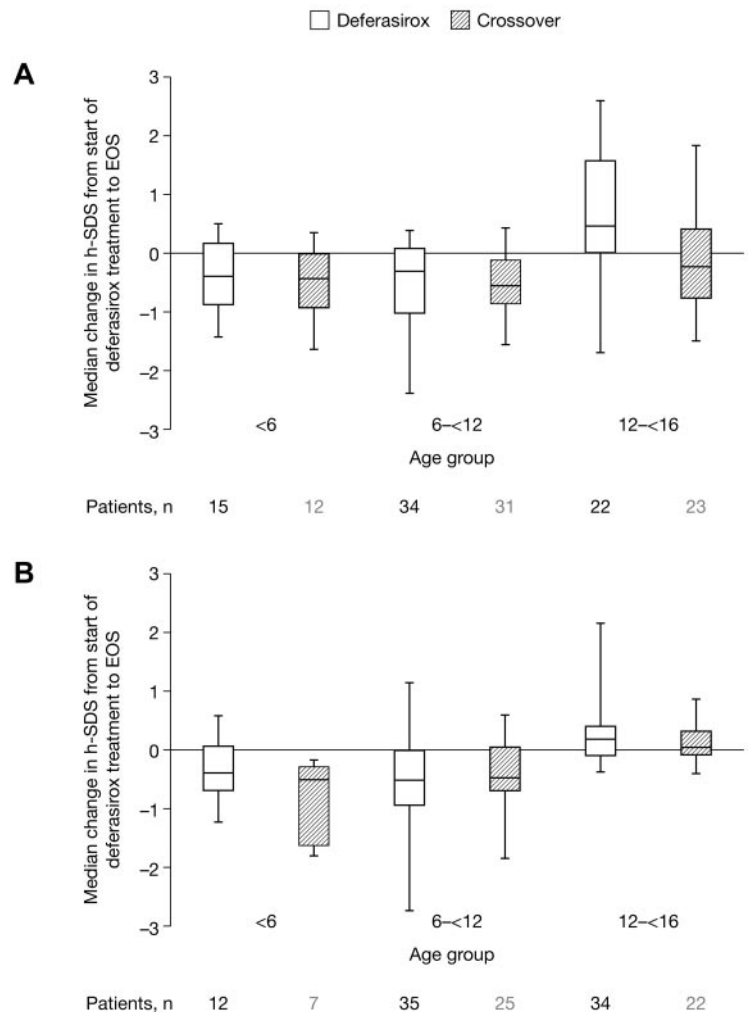 Deferasirox Crossover
A
Median change in h-SDS from start of
deferasirox treatment to EOS
3
2
1
0
–1
–2
–3
<6 6–<12 12–<16
Age group
Patients, n 15 12 34 31 22 23
B
Median change in h-SDS from start of
deferasirox treatment to EOS
3
2
1
0
–1
–2
–3
<6 6–<12 12–<16
Age group
Patients, n 12 7 35 25 34 22